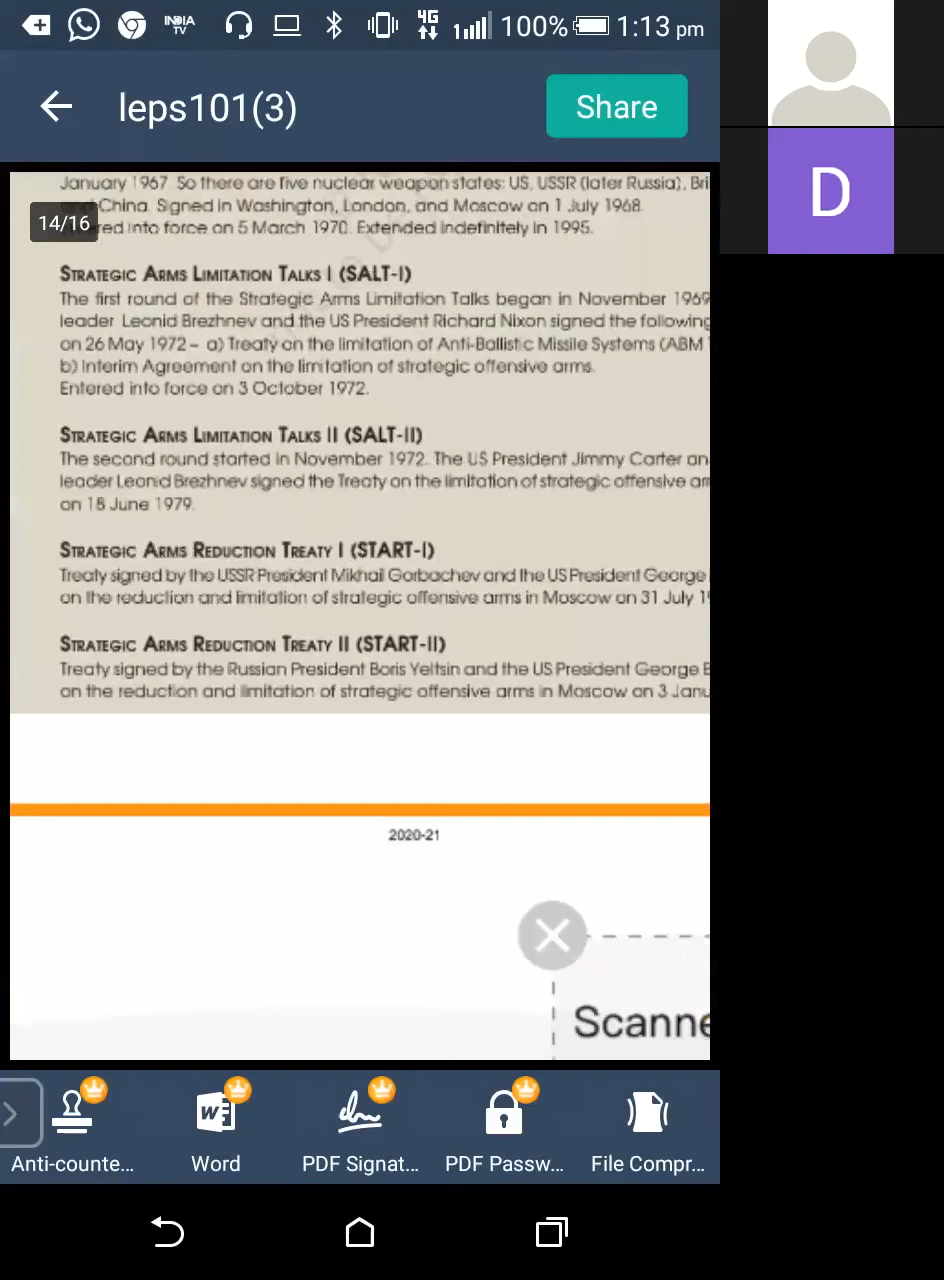 INDIA
TV
4G
100%
1:13 pm
leps101(3)
Share
January 1967. So there are five nuclear weapon states: US, USSR (later Russia), Bri
China. Signed in Washington, London, and Moscow on 1 July 1968.
14/16
red into force on 5 March 1970. Extended indefinitely in 1995.
STRATEGIC ARMS LIMITATION TALKS I (SALT-I)
The first round of the Strategic Arms Limitation Talks began in November 1969
leader Leonid Brezhnev and the US President Richard Nixon signed the following
on 26 May 1972 – a) Treaty on the limitation of Anti-Ballistic Missile Systems (ABM
b) Interim Agreement on the limitation of strategic offensive arms.
Entered into force on 3 October 1972.
STRATEGIC ARMS LIMITATION TALKS II (SALT-II)
The second round started in November 1972. The US President Jimmy Carter an
leader Leonid Brezhnev signed the Treaty on the limitation of strategic offensive arm
on 18 June 1979.
STRATEGIC ARMS REDUCTION TREATY I (START-I)
Treaty signed by the USSR President Mikhail Gorbachev and the US President George
on the reduction and limitation of strategic offensive arms in Moscow on 31 July 19
STRATEGIC ARMS REDUCTION TREATY II (START-II)
Treaty signed by the Russian President Boris Yeltsin and the US President George B
on the reduction and limitation of strategic offensive arms in Moscow on 3 Janu
2020-21
Scanne
Anti-counte...
Word
PDF Signat...
PDF Passw...
File Compr...
D